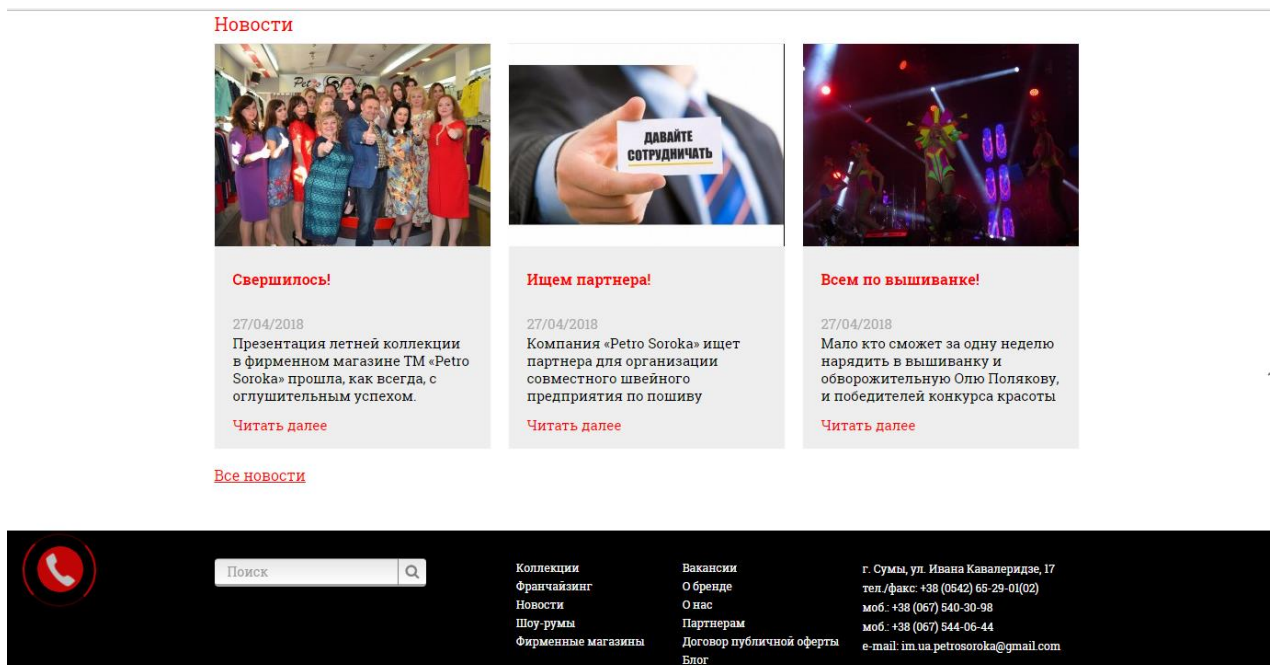 Новости
Petro Soroka
ДАВАЙТЕ
СОТРУДНИЧАТЬ
Свершилось!
27/04/2018
Презентация летней коллекции
в фирменном магазине ТМ «Petro
Soroka» прошла, как всегда, с
оглушительным успехом.
Читать далее
Ищем партнера!
27/04/2018
Компания «Petro Soroka» ищет
партнера для организации
совместного швейного
предприятия по пошиву
Читать далее
Всем по вышиванке!
27/04/2018
Мало кто сможет за одну неделю
нарядить в вышиванку и
обворожительную Олю Полякову,
и победителей конкурса красоты
Читать далее
Все новости
Поиск
Коллекции
Франчайзинг
Новости
Шоу-румы
Фирменные магазины
Вакансии
О бренде
О нас
Партнерам
Договор публичной оферты
Блог
г. Сумы, ул. Ивана Кавалеридзе, 17
тел./факс: +38 (0542) 65-29-01(02)
моб.: +38 (067) 540-30-98
моб.: +38 (067) 544-06-44
e-mail: im.ua.petrosoroka@gmail.com